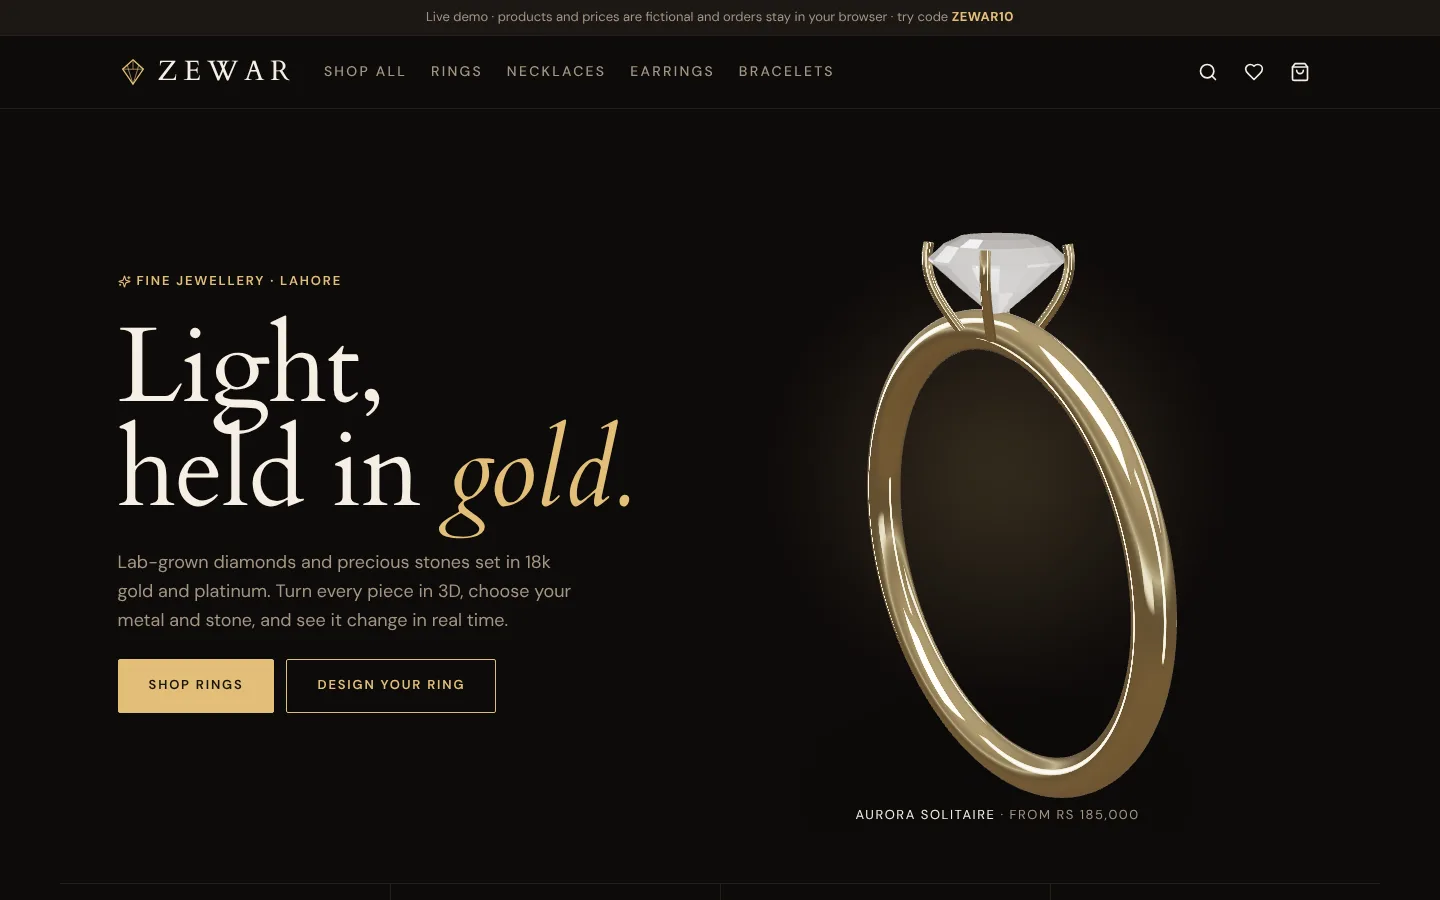 Live demo · products and prices are fictional and orders stay in your browser · try code ZEWAR10
ZEWAR
SHOP ALL
RINGS
NECKLACES
EARRINGS
BRACELETS
FINE JEWELLERY · LAHORE
Light,
held in gold.
Lab-grown diamonds and precious stones set in 18k
gold and platinum. Turn every piece in 3D, choose your
metal and stone, and see it change in real time.
SHOP RINGS
DESIGN YOUR RING
AURORA SOLITAIRE · FROM RS 185,000